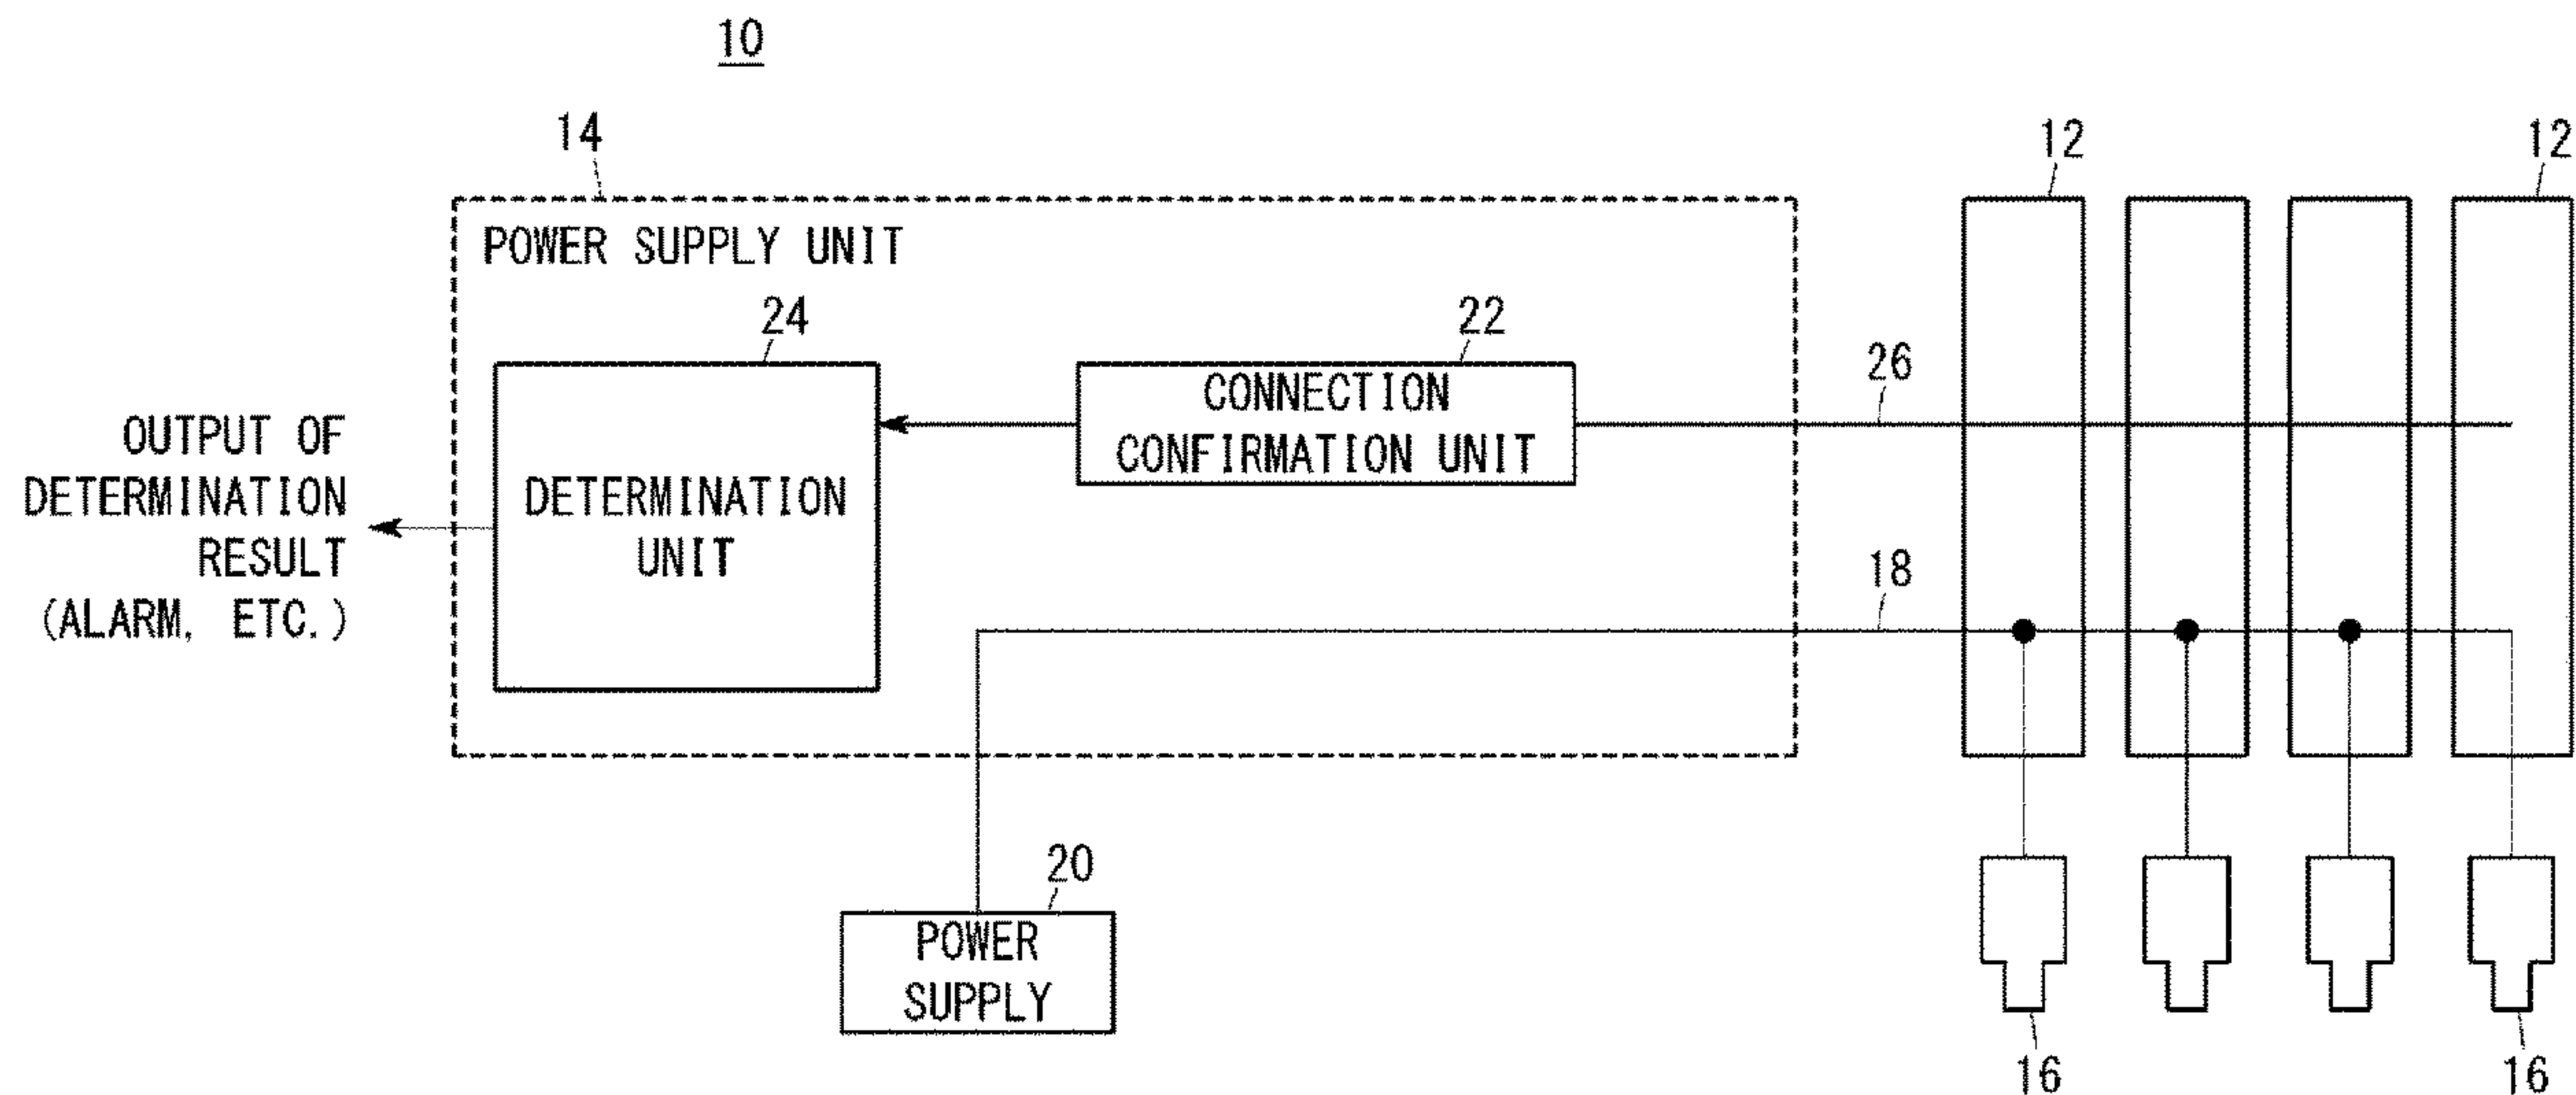 10
14
12
12
POWER SUPPLY UNIT
24
22
26
CONNECTION
CONFIRMATION UNIT
OUTPUT OF
DETERMINATION
RESULT
(ALARM, ETC.)
DETERMINATION
UNIT
18
20
POWER
SUPPLY
16
16